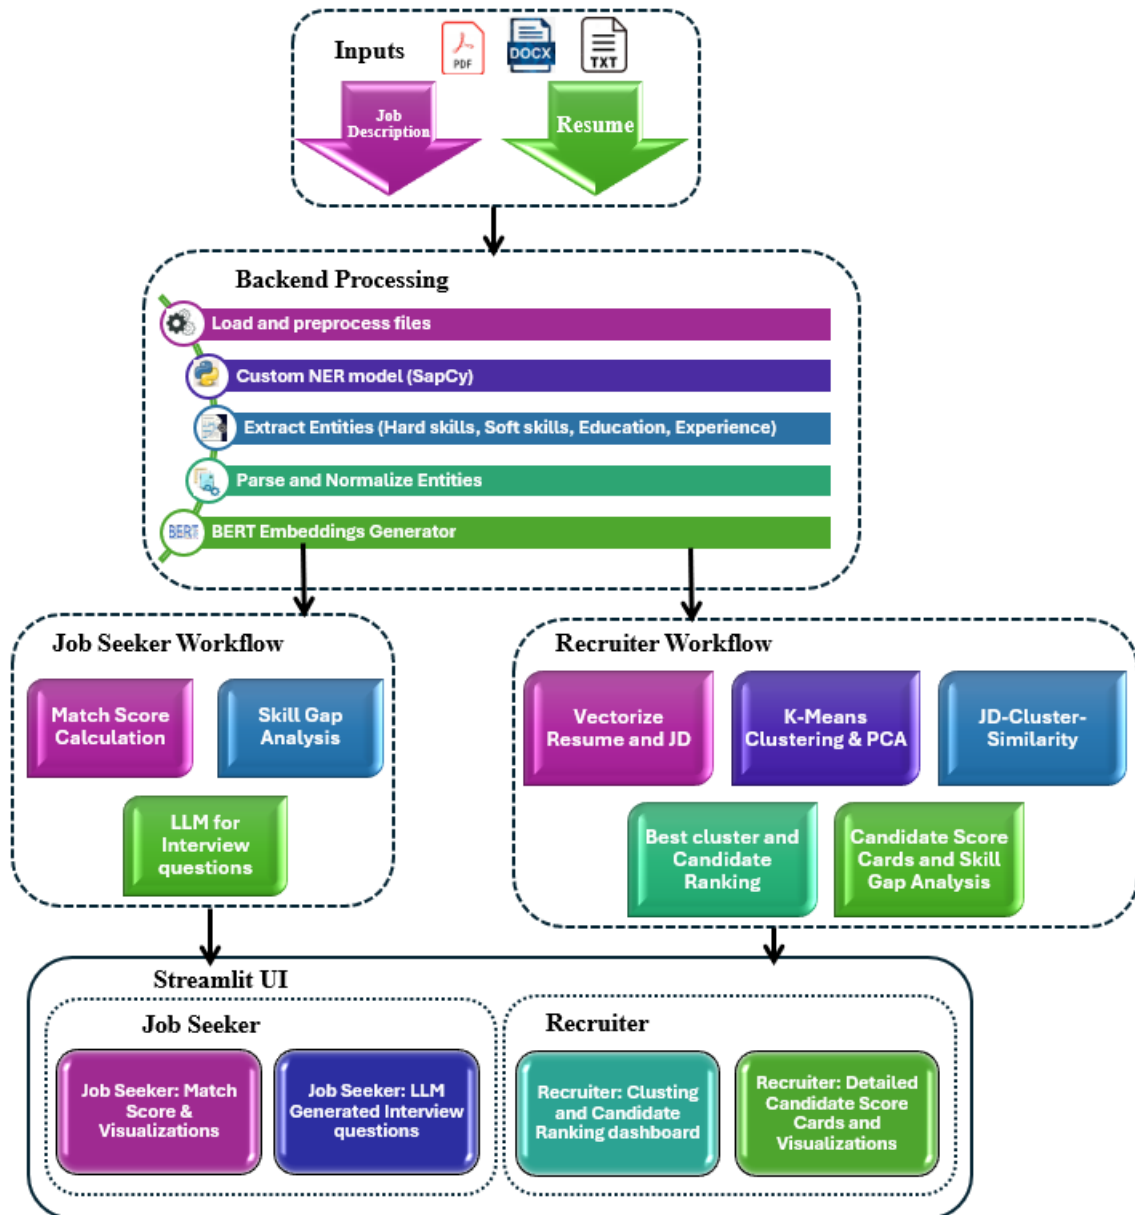 Inputs
PDF
DOCX
TXT
Job
Description
Resume
Backend Processing
Load and preprocess files
Custom NER model (SapCy)
Extract Entities (Hard skills, Soft skills, Education, Experience)
Parse and Normalize Entities
BERT
BERT Embeddings Generator
Job Seeker Workflow
Match Score
Calculation
Skill Gap
Analysis
LLM for
Interview
questions
Recruiter Workflow
Vectorize
Resume and JD
K-Means
Clustering & PCA
JD-Cluster-
Similarity
Best cluster and
Candidate
Ranking
Candidate Score
Cards and Skill
Gap Analysis
Streamlit UI
Job Seeker
Job Seeker: Match
Score &
Visualizations
Job Seeker: LLM
Generated Interview
questions
Recruiter
Recruiter: Clusting
and Candidate
Ranking dashboard
Recruiter: Detailed
Candidate Score
Cards and
Visualizations